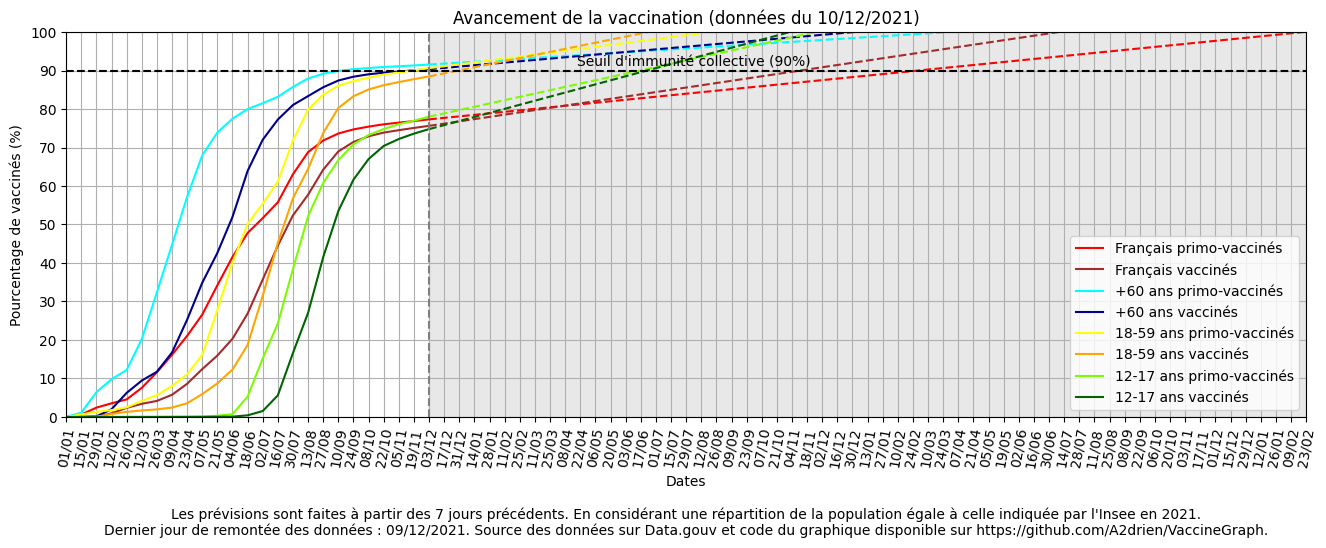 Avancement de la vaccination (données du 10/12/2021)
Pourcentage de vaccinés (%)
100
90
80
70
60
50
40
30
20
10
0
Seuil d'immunité collective (90%)
Français primo-vaccinés
Français vaccinés
+60 ans primo-vaccinés
+60 ans vaccinés
18-59 ans primo-vaccinés
18-59 ans vaccinés
12-17 ans primo-vaccinés
12-17 ans vaccinés
01/01 15/01 29/01 12/02 26/02 12/03 26/03 09/04 23/04 07/05 21/05 04/06 18/06 02/07 16/07 30/07 13/08 27/08 10/09 24/09 08/10 22/10 05/11 19/11 03/12 17/12 31/12 14/01 28/01 11/02 25/02 11/03 25/03 08/04 22/04 06/05 20/05 03/06 17/06 01/07 15/07 29/07 12/08 26/08 09/09 23/09 07/10 21/10 04/11 18/11 02/12 16/12 30/12 13/01 27/01 10/02 24/02 10/03 24/03 07/04 21/04 05/05 19/05 02/06 16/06 30/06 14/07 28/07 11/08 25/08 08/09 22/09 06/10 20/10 03/11 17/11 01/12 15/12 29/12 12/01 26/01 09/02 23/02
Dates
Les prévisions sont faites à partir des 7 jours précédents. En considérant une répartition de la population égale à celle indiquée par l'Insee en 2021.
Dernier jour de remontée des données : 09/12/2021. Source des données sur Data.gouv et code du graphique disponible sur https://github.com/A2drien/VaccineGraph.